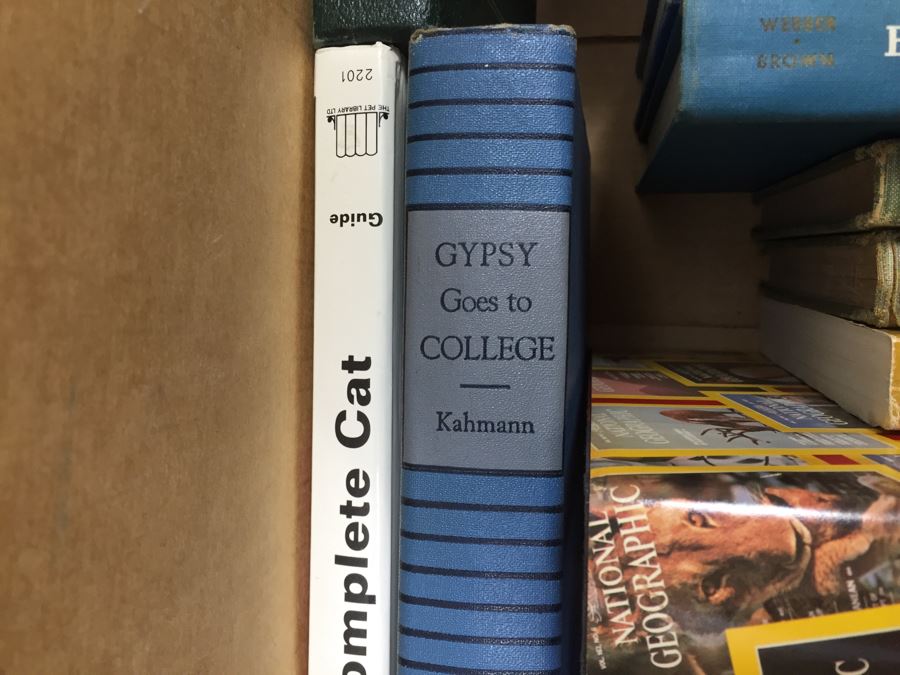 2201
THE PET LIBRARY LTD
Guide
omplete Cat
GYPSY
Goes to
COLLEGE
Kahmann
WEBBER
BROWN
NATIONAL
GEOGRAPHIC